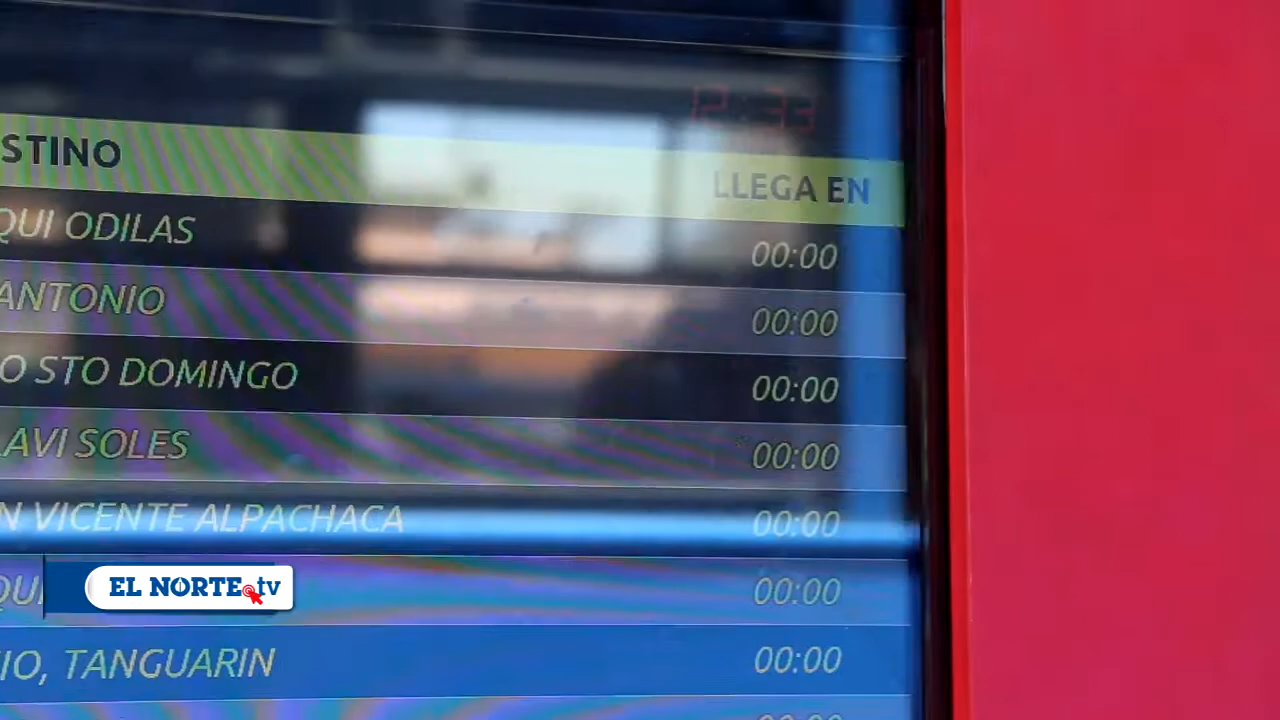 STINO LLEGA EN
QUI ODILAS 00:00
ANTONIO 00:00
O STO DOMINGO 00:00
AVI SOLES 00:00
N VICENTE ALPACHACA 00:00
QUI 00:00
IO, TANGUARIN 00:00
EL NORTE.tv